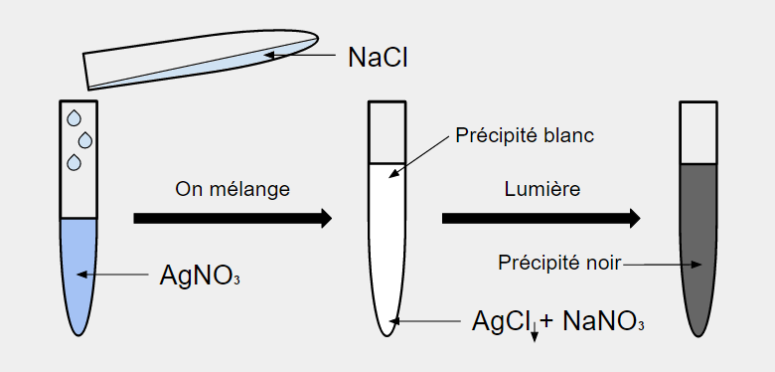 NaCl
Précipité blanc
On mélange
Lumière
Précipité noir
AgNO₃
AgCl↓+ NaNO₃